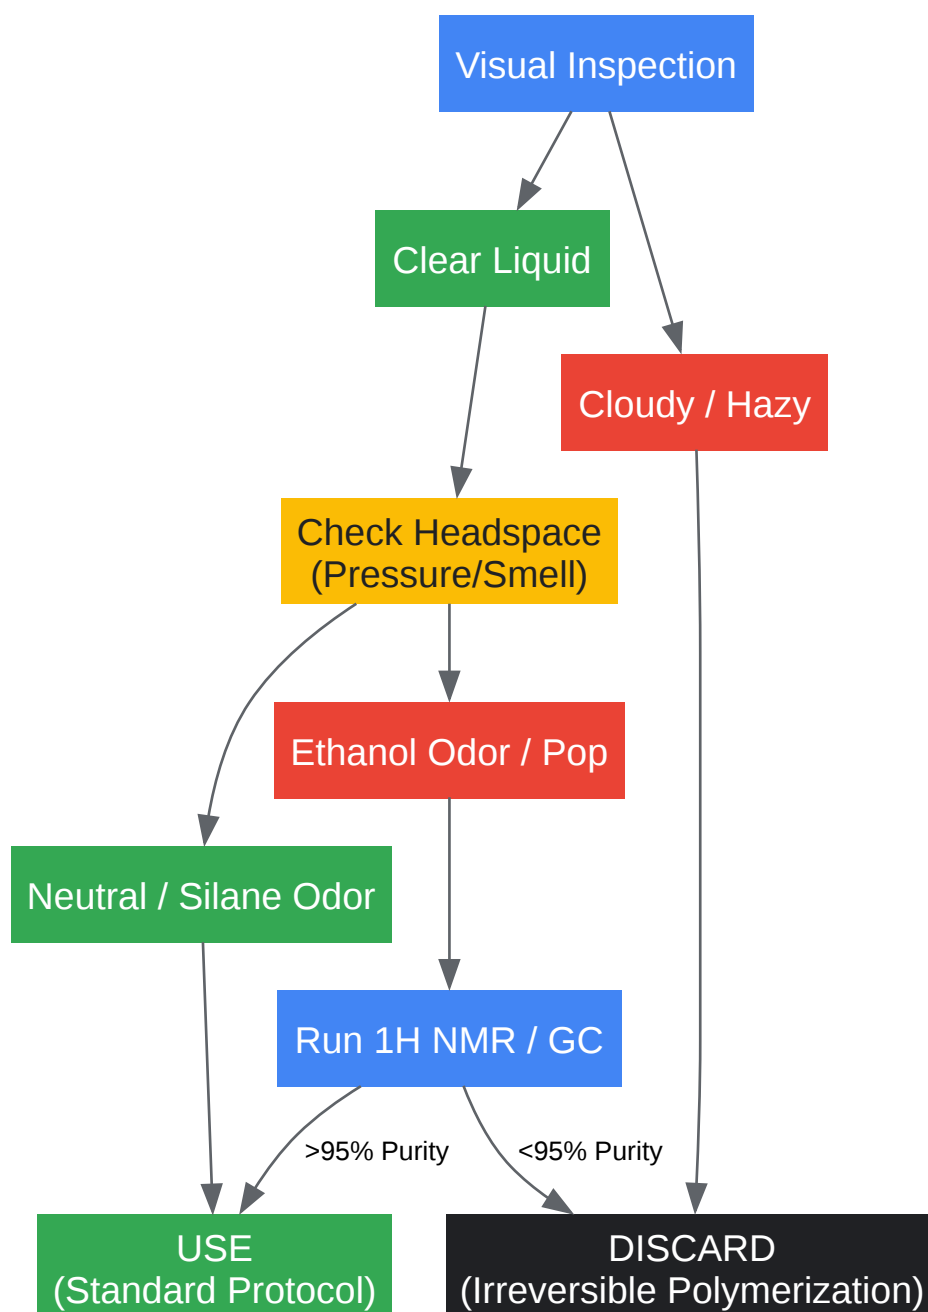 Visual Inspection
Clear Liquid
Cloudy / Hazy
Check Headspace
(Pressure/Smell)
Ethanol Odor / Pop
Neutral / Silane Odor
Run 1H NMR / GC
>95% Purity
<95% Purity
USE
(Standard Protocol)
DISCARD
(Irreversible Polymerization)